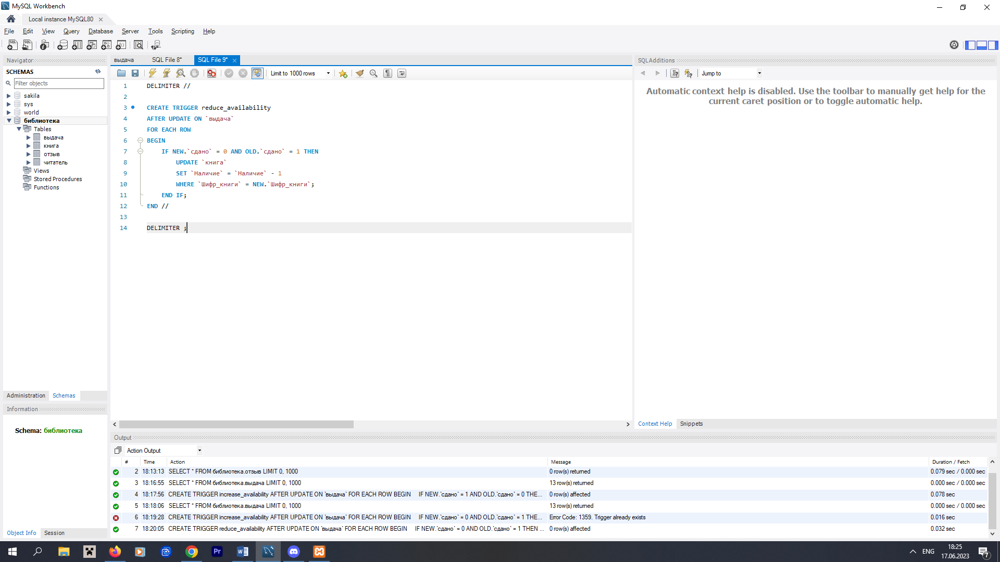 MySQL Workbench
Local instance MySQL80
File Edit View Query Database Server Tools Scripting Help
Navigator
SCHEMAS
Filter objects
sakila
sys
world
библиотека
Tables
выдача
книга
отзыв
читатель
Views
Stored Procedures
Functions
Administration Schemas
Information
Schema: библиотека
Object Info Session
выдача SQL File 8* SQL File 9*
Limit to 1000 rows
1 DELIMITER //
2
3 CREATE TRIGGER reduce_availability
4 AFTER UPDATE ON `выдача`
5 FOR EACH ROW
6 BEGIN
7 IF NEW.`сдано` = 0 AND OLD.`сдано` = 1 THEN
8 UPDATE `книга`
9 SET `Наличие` = `Наличие` - 1
10 WHERE `Шифр_книги` = NEW.`Шифр_книги`;
11 END IF;
12 END //
13
14 DELIMITER ;
SQLAdditions
Jump to
Automatic context help is disabled. Use the toolbar to manually get help for the
current caret position or to toggle automatic help.
Context Help Snippets
Output
Action Output
# Time Action Message Duration / Fetch
2 18:13:13 SELECT * FROM библиотека.отзыв LIMIT 0, 1000 0 row(s) returned 0.079 sec / 0.000 sec
3 18:16:55 SELECT * FROM библиотека.выдача LIMIT 0, 1000 13 row(s) returned 0.000 sec / 0.000 sec
4 18:17:56 CREATE TRIGGER increase_availability AFTER UPDATE ON `выдача` FOR EACH ROW BEGIN IF NEW.`сдано` = 1 AND OLD.`сдано` = 0 THE... 0 row(s) affected 0.078 sec
5 18:18:06 SELECT * FROM библиотека.выдача LIMIT 0, 1000 13 row(s) returned 0.000 sec / 0.000 sec
6 18:19:28 CREATE TRIGGER increase_availability AFTER UPDATE ON `выдача` FOR EACH ROW BEGIN IF NEW.`сдано` = 0 AND OLD.`сдано` = 1 THE... Error Code: 1359. Trigger already exists 0.016 sec
7 18:20:05 CREATE TRIGGER reduce_availability AFTER UPDATE ON `выдача` FOR EACH ROW BEGIN IF NEW.`сдано` = 0 AND OLD.`сдано` = 1 THEN ... 0 row(s) affected 0.032 sec
Pr
ENG
18:25
17.06.2023
7